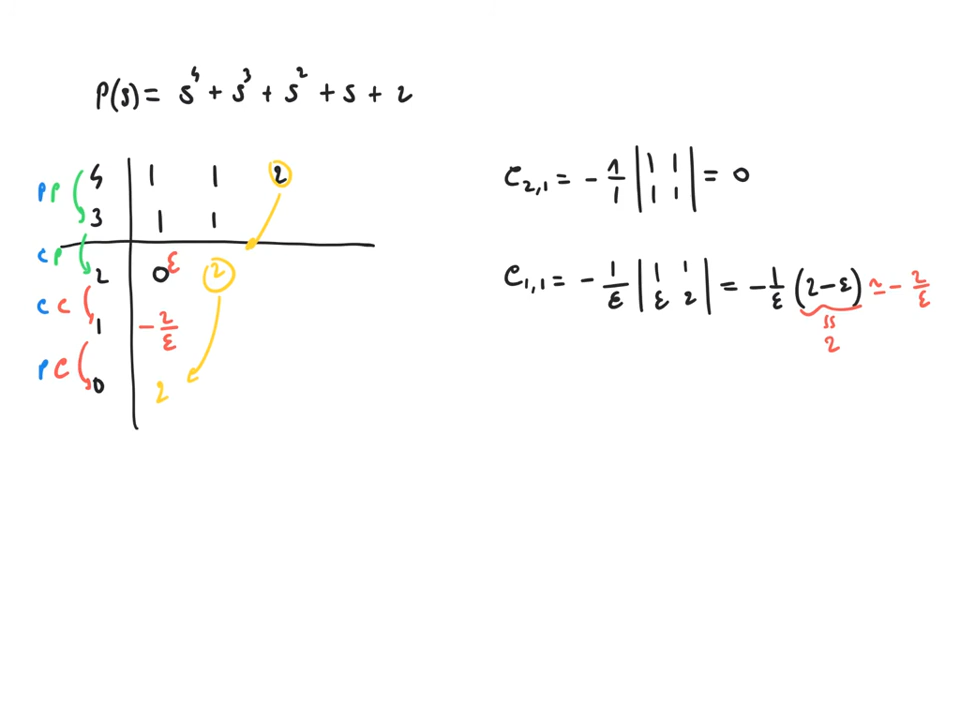 P(s) = s⁴ + s³ + s² + s + 2
PP 4 | 1 1 2
3 | 1 1
CP
2 | 0 ε 2
CC
1 | -2/ε
PC
0 | 2
C₂,₁ = - 1/1 | 1 1 ; 1 1 | = 0
C₁,₁ = - 1/ε | 1 1 ; ε 2 | = - 1/ε (2-ε) ≃ - 2/ε
≈
2